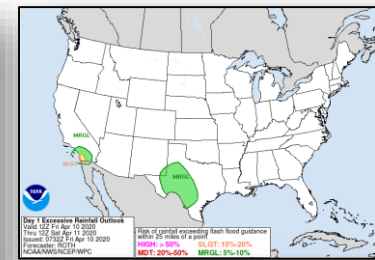 MRGL
SLGT
MRGL
NOAA
Day 1 Excessive Rainfall Outlook
Valid 12Z Fri Apr 10 2020
Thru 12Z Sat Apr 11 2020
Issued: 0732Z Fri Apr 10 2020
Forecaster: ROTH
NOAA/NWS/NCEP/WPC
Risk of rainfall exceeding flash flood guidance
within 25 miles of a point
HIGH: > 50% SLGT: 10%-20%
MDT: 20%-50% MRGL: 5%-10%